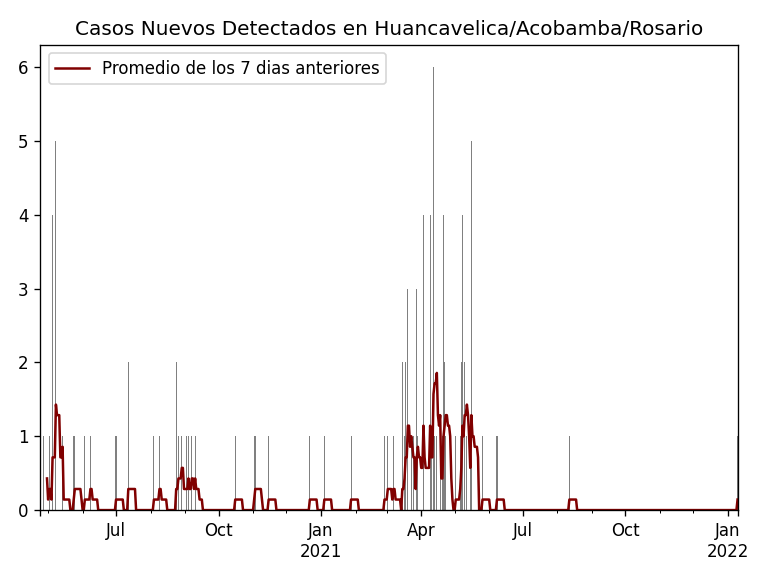 Casos Nuevos Detectados en Huancavelica/Acobamba/Rosario
Promedio de los 7 dias anteriores
6
5
4
3
2
1
0
Jul
Oct
Jan
2021
Apr
Jul
Oct
Jan
2022